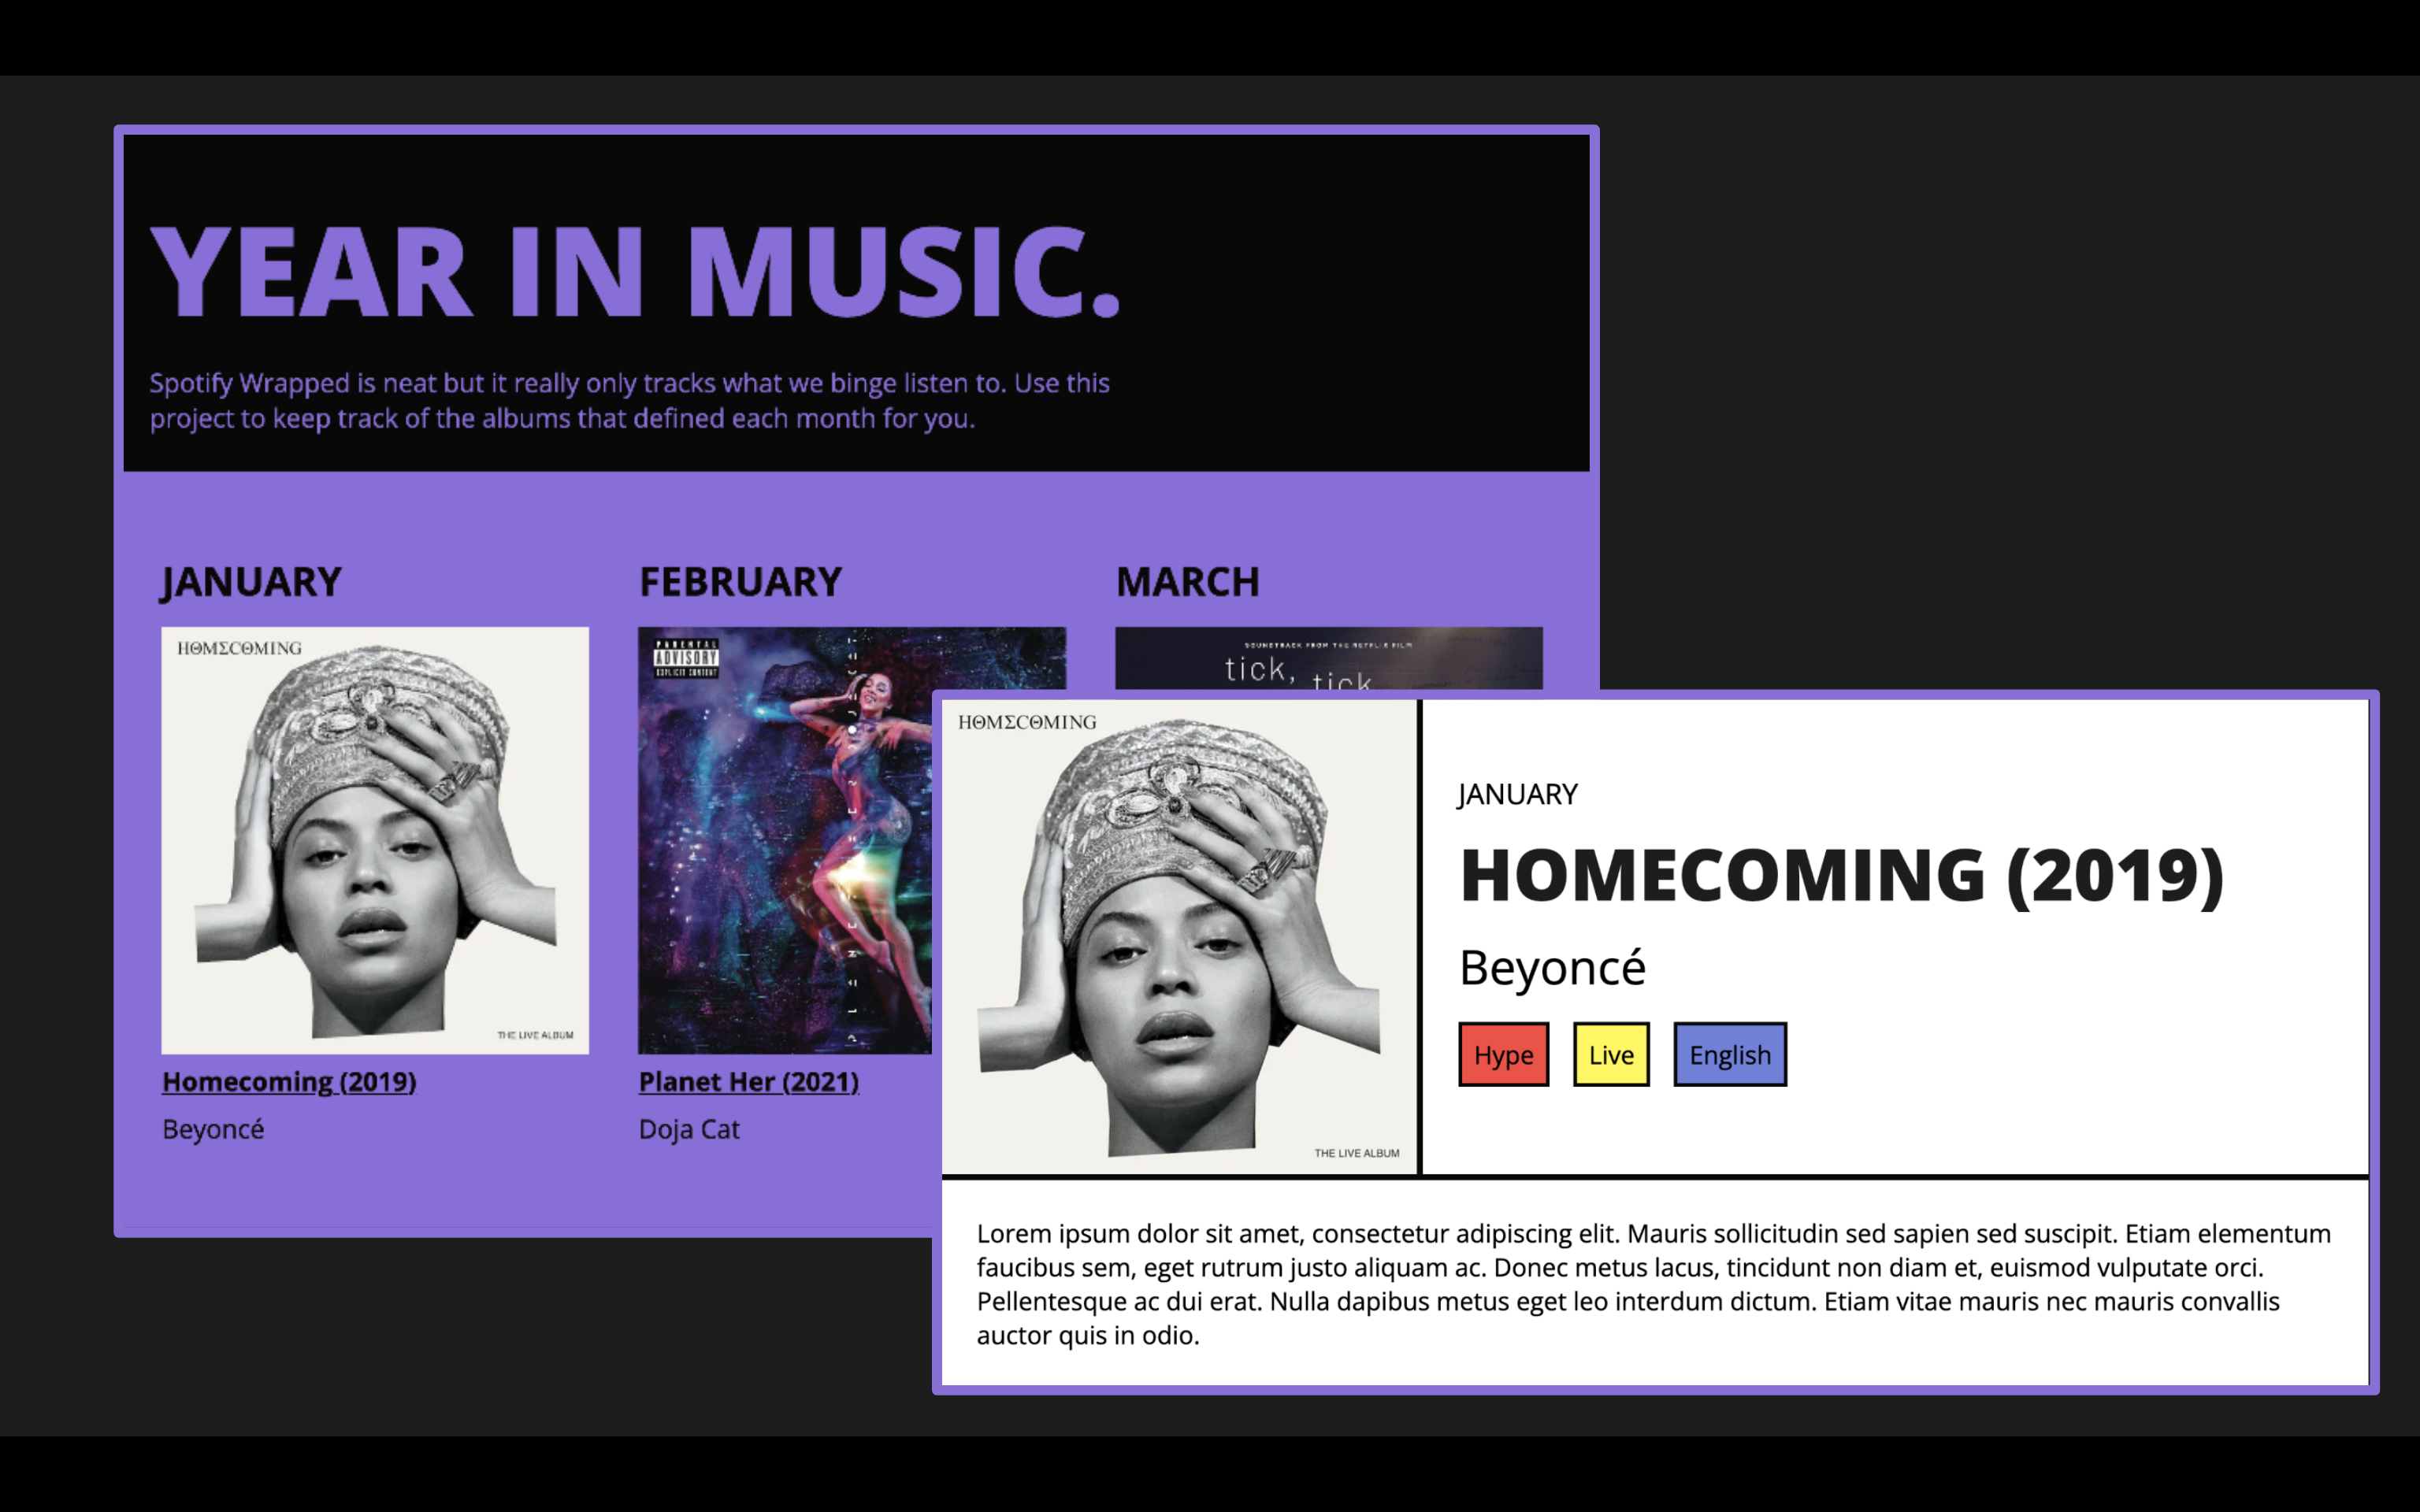 YEAR IN MUSIC.
Spotify Wrapped is neat but it really only tracks what we binge listen to. Use this
project to keep track of the albums that defined each month for you.
JANUARY
HΘMΣCΘMING
THE LIVE ALBUM
Homecoming (2019)
Beyoncé
FEBRUARY
PARENTAL
ADVISORY
EXPLICIT CONTENT
Planet Her (2021)
Doja Cat
MARCH
SOUNDTRACK FROM THE NETFLIX FILM
tick, tick
HΘMΣCΘMING
THE LIVE ALBUM
JANUARY
HOMECOMING (2019)
Beyoncé
Hype
Live
English
Lorem ipsum dolor sit amet, consectetur adipiscing elit. Mauris sollicitudin sed sapien sed suscipit. Etiam elementum
faucibus sem, eget rutrum justo aliquam ac. Donec metus lacus, tincidunt non diam et, euismod vulputate orci.
Pellentesque ac dui erat. Nulla dapibus metus eget leo interdum dictum. Etiam vitae mauris nec mauris convallis
auctor quis in odio.